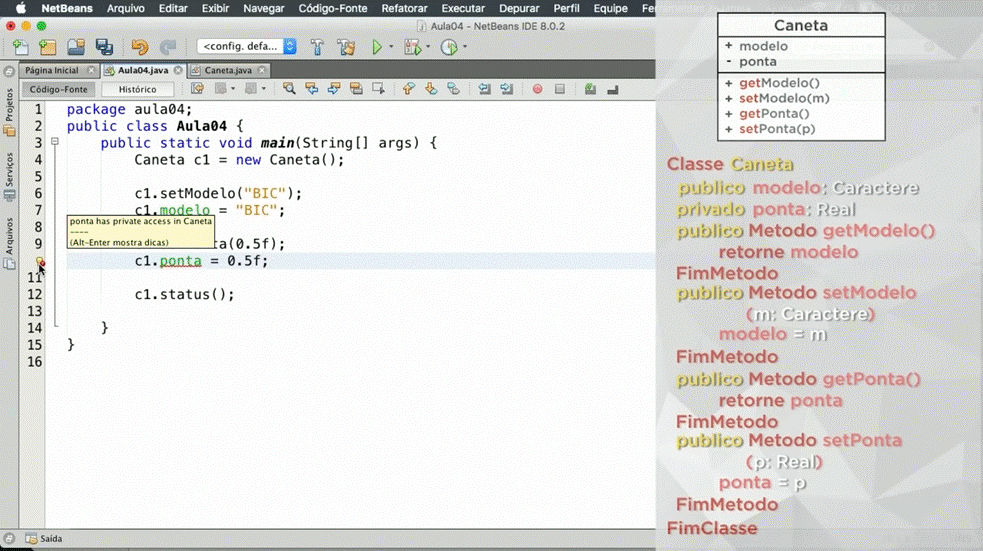 NetBeans Arquivo Editar Exibir Navegar Código-Fonte Refatorar Executar Depurar Perfil Equipe
Aula04 - NetBeans IDE 8.0.2
<config. defa...
Página Inicial Aula04.java Caneta.java
Código-Fonte Histórico
Projetos
Serviços
Arquivos
1 package aula04;
2 public class Aula04 {
3 public static void main(String[] args) {
4 Caneta c1 = new Caneta();
5
6 c1.setModelo("BIC");
7 c1.modelo = "BIC";
8
9 ta(0.5f);
c1.ponta = 0.5f;
11
12 c1.status();
13
14 }
15 }
16
ponta has private access in Caneta
----
(Alt-Enter mostra dicas)
Saída
Caneta
+ modelo
- ponta
+ getModelo()
+ setModelo(m)
+ getPonta()
+ setPonta(p)
Classe Caneta
publico modelo: Caractere
privado ponta: Real
publico Metodo getModelo()
retorne modelo
FimMetodo
publico Metodo setModelo
(m: Caractere)
modelo = m
FimMetodo
publico Metodo getPonta()
retorne ponta
FimMetodo
publico Metodo setPonta
(p: Real)
ponta = p
FimMetodo
FimClasse